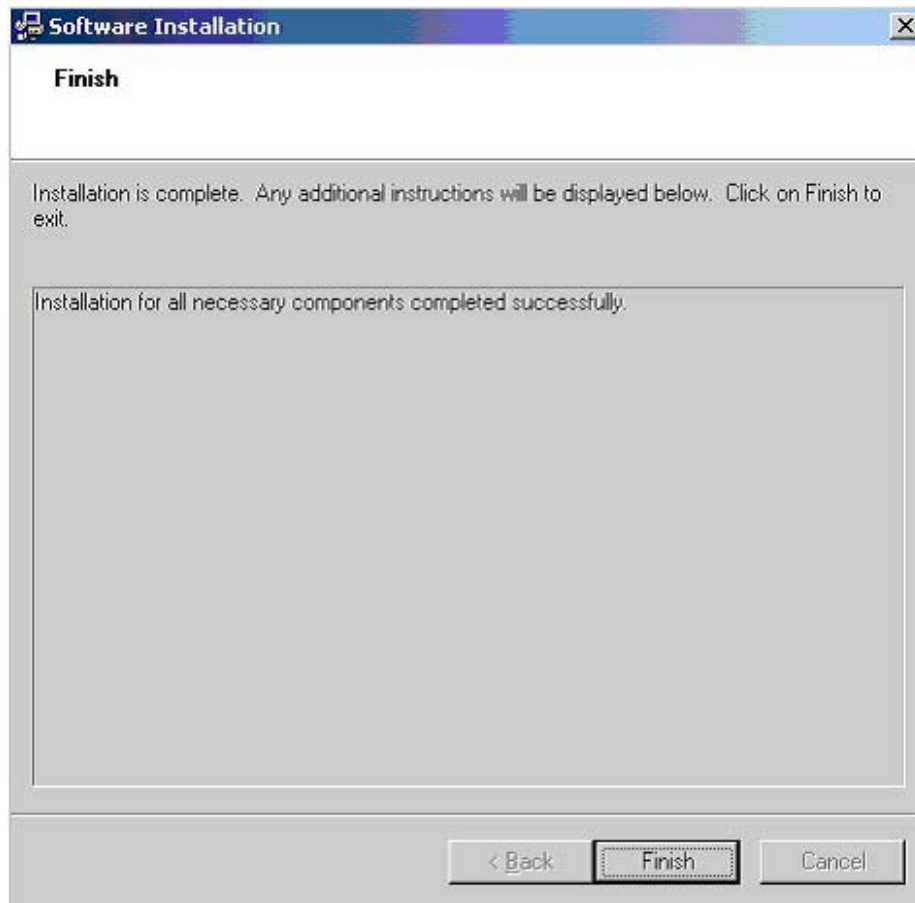 Software Installation
Finish
Installation is complete. Any additional instructions will be displayed below. Click on Finish to
exit.
Installation for all necessary components completed successfully.
< Back
Finish
Cancel